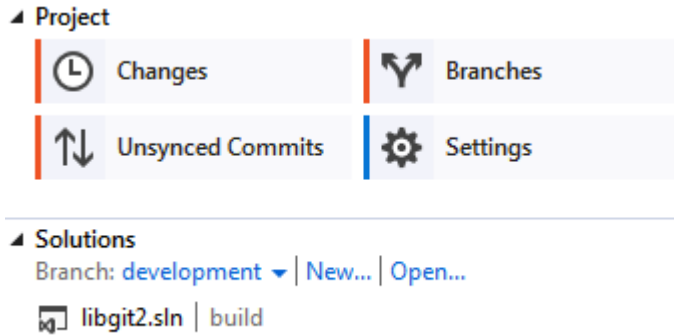 Project
Changes
Branches
Unsynced Commits
Settings
Solutions
Branch: development | New... | Open...
libgit2.sln | build